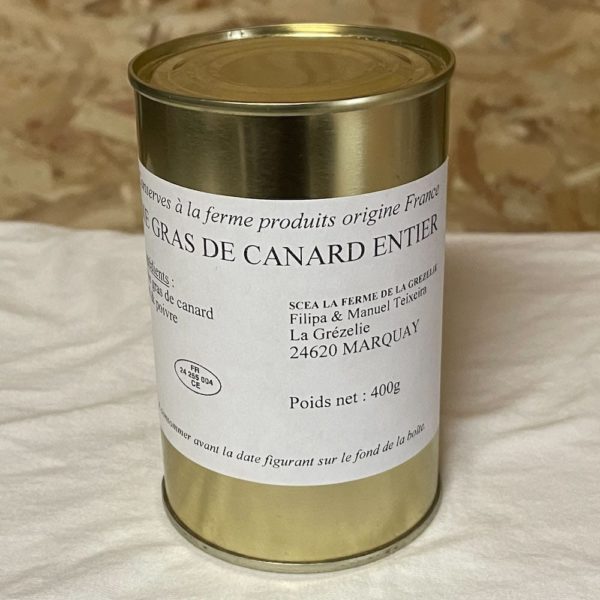 à la ferme produits origine France
GRAS DE CANARD ENTIER
gras de canard
poivre
SCEA LA FERME DE LA GREZELIE
Filipa & Manuel Teixeira
La Grézelie
24620 MARQUAY
FR
24 255 004
CE
Poids net : 400g
avant la date figurant sur le fond de la boîte.